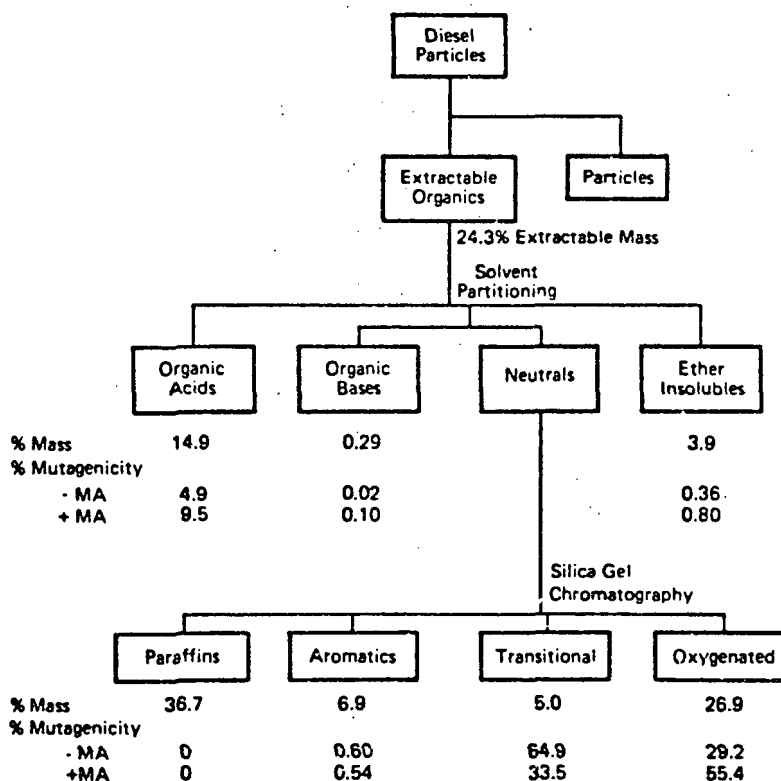 Diesel
Particles
Extractable
Organics
Particles
24.3% Extractable Mass
Solvent
Partitioning
Organic
Acids
Organic
Bases
Neutrals
Ether
Insolubles
% Mass 14.9 0.29 3.9
% Mutagenicity
- MA 4.9 0.02 0.36
+ MA 9.5 0.10 0.80
Silica Gel
Chromatography
Paraffins Aromatics Transitional Oxygenated
% Mass 36.7 6.9 5.0 26.9
% Mutagenicity
- MA 0 0.60 64.9 29.2
+MA 0 0.54 33.5 55.4